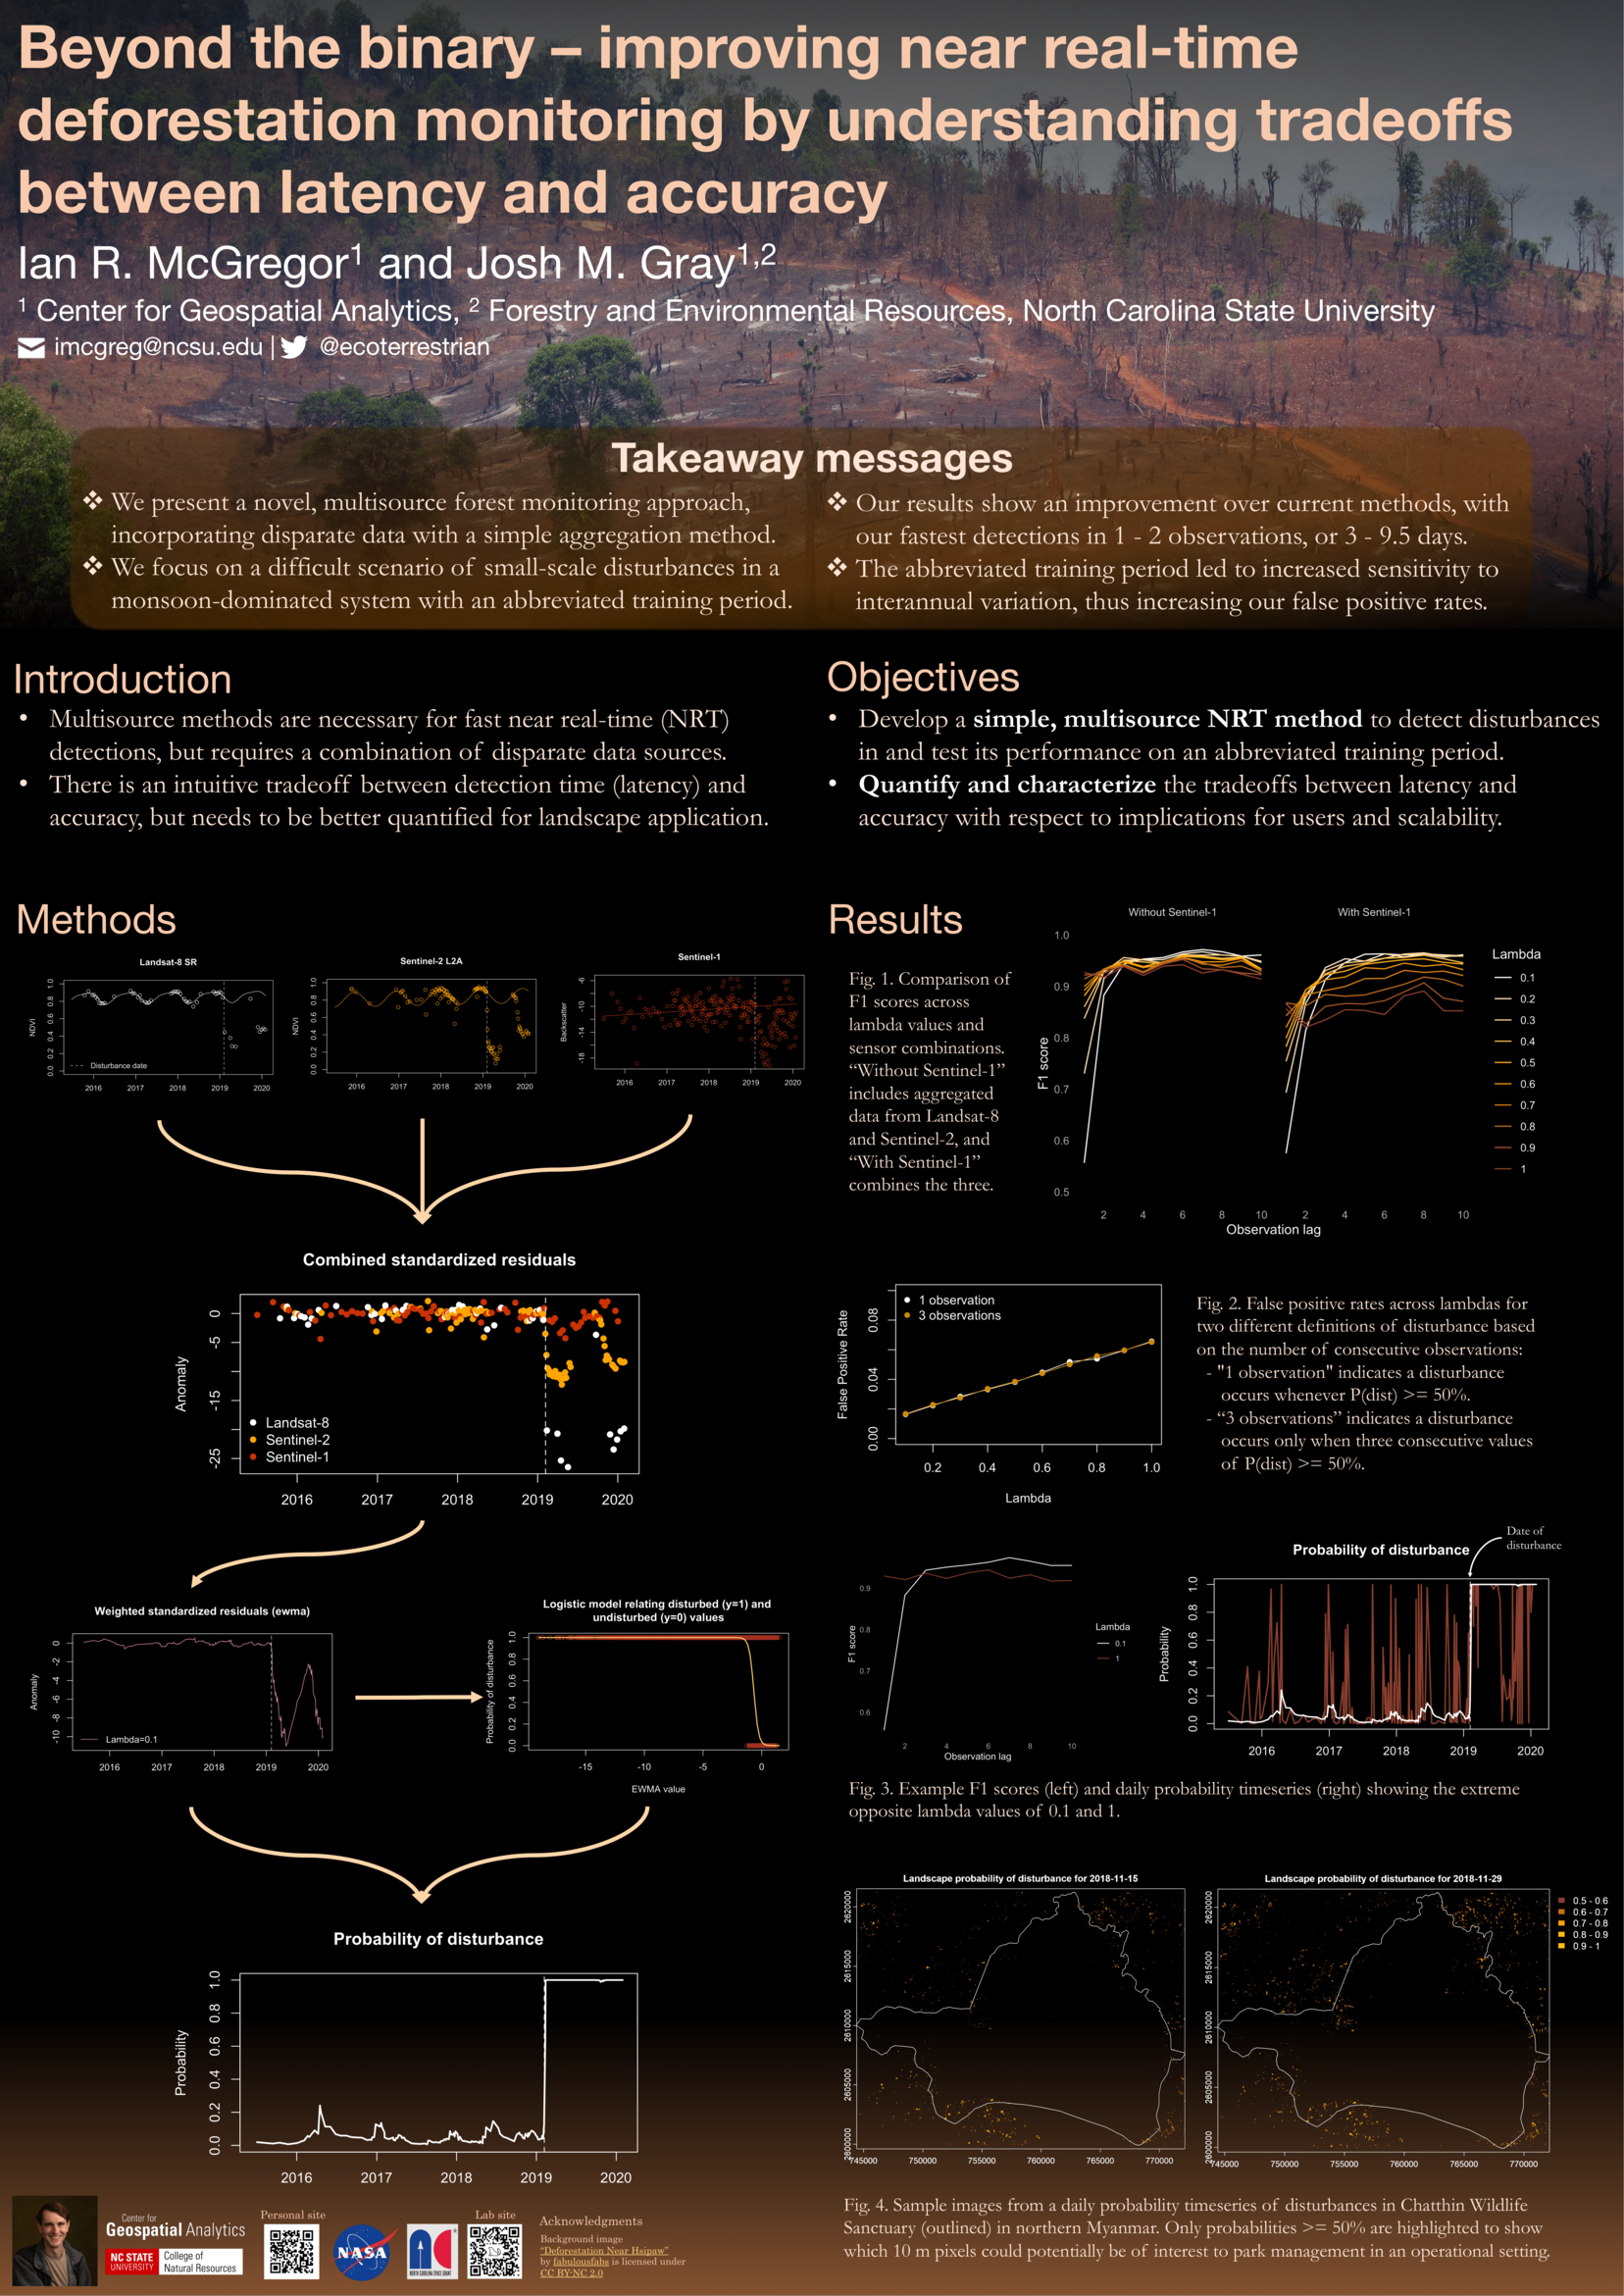 Beyond the binary – improving near real-time
deforestation monitoring by understanding tradeoffs
between latency and accuracy
Ian R. McGregor¹ and Josh M. Gray¹,²
¹ Center for Geospatial Analytics, ² Forestry and Environmental Resources, North Carolina State University
imcgreg@ncsu.edu | @ecoterrestrian
Takeaway messages
❖ We present a novel, multisource forest monitoring approach,
incorporating disparate data with a simple aggregation method.
❖ We focus on a difficult scenario of small-scale disturbances in a
monsoon-dominated system with an abbreviated training period.
❖ Our results show an improvement over current methods, with
our fastest detections in 1 - 2 observations, or 3 - 9.5 days.
❖ The abbreviated training period led to increased sensitivity to
interannual variation, thus increasing our false positive rates.
Introduction
• Multisource methods are necessary for fast near real-time (NRT)
detections, but requires a combination of disparate data sources.
• There is an intuitive tradeoff between detection time (latency) and
accuracy, but needs to be better quantified for landscape application.
Objectives
• Develop a simple, multisource NRT method to detect disturbances
in and test its performance on an abbreviated training period.
• Quantify and characterize the tradeoffs between latency and
accuracy with respect to implications for users and scalability.
Methods
Landsat-8 SR
NDVI
0.0 0.2 0.4 0.6 0.8 1.0
Disturbance date
2016 2017 2018 2019 2020
Sentinel-2 L2A
NDVI
0.0 0.2 0.4 0.6 0.8 1.0
2016 2017 2018 2019 2020
Sentinel-1
Backscatter
-18 -14 -10 -6
2016 2017 2018 2019 2020
Combined standardized residuals
Anomaly
0
-5
-15
-25
Landsat-8
Sentinel-2
Sentinel-1
2016 2017 2018 2019 2020
Weighted standardized residuals (ewma)
Anomaly
-10 -8 -6 -4 -2 0
Lambda=0.1
2016 2017 2018 2019 2020
Logistic model relating disturbed (y=1) and
undisturbed (y=0) values
Probability of disturbance
0.0 0.2 0.4 0.6 0.8 1.0
-15 -10 -5 0
EWMA value
Probability of disturbance
Probability
0.0 0.2 0.4 0.6 0.8 1.0
2016 2017 2018 2019 2020
Results
Fig. 1. Comparison of
F1 scores across
lambda values and
sensor combinations.
“Without Sentinel-1”
includes aggregated
data from Landsat-8
and Sentinel-2, and
“With Sentinel-1”
combines the three.
Without Sentinel-1
With Sentinel-1
F1 score
1.0
0.9
0.8
0.7
0.6
0.5
2 4 6 8 10
2 4 6 8 10
Observation lag
Lambda
0.1
0.2
0.3
0.4
0.5
0.6
0.7
0.8
0.9
1
False Positive Rate
0.00 0.04 0.08
1 observation
3 observations
0.2 0.4 0.6 0.8 1.0
Lambda
Fig. 2. False positive rates across lambdas for
two different definitions of disturbance based
on the number of consecutive observations:
- "1 observation" indicates a disturbance
occurs whenever P(dist) >= 50%.
- “3 observations” indicates a disturbance
occurs only when three consecutive values
of P(dist) >= 50%.
F1 score
0.9
0.8
0.7
0.6
2 4 6 8 10
Observation lag
Lambda
0.1
1
Probability of disturbance
Date of
disturbance
Probability
0.0 0.2 0.4 0.6 0.8 1.0
2016 2017 2018 2019 2020
Fig. 3. Example F1 scores (left) and daily probability timeseries (right) showing the extreme
opposite lambda values of 0.1 and 1.
Landscape probability of disturbance for 2018-11-15
2600000 2605000 2610000 2615000 2620000
745000 750000 755000 760000 765000 770000
Landscape probability of disturbance for 2018-11-29
2600000 2605000 2610000 2615000 2620000
745000 750000 755000 760000 765000 770000
0.5 - 0.6
0.6 - 0.7
0.7 - 0.8
0.8 - 0.9
0.9 - 1
Fig. 4. Sample images from a daily probability timeseries of disturbances in Chatthin Wildlife
Sanctuary (outlined) in northern Myanmar. Only probabilities >= 50% are highlighted to show
which 10 m pixels could potentially be of interest to park management in an operational setting.
Center for
Geospatial Analytics
NC STATE
UNIVERSITY
College of
Natural Resources
Personal site
NASA
NORTH CAROLINA SPACE GRANT
Lab site
Acknowledgments
Background image
“Deforestation Near Hsipaw”
by fabulousfabs is licensed under
CC BY-NC 2.0